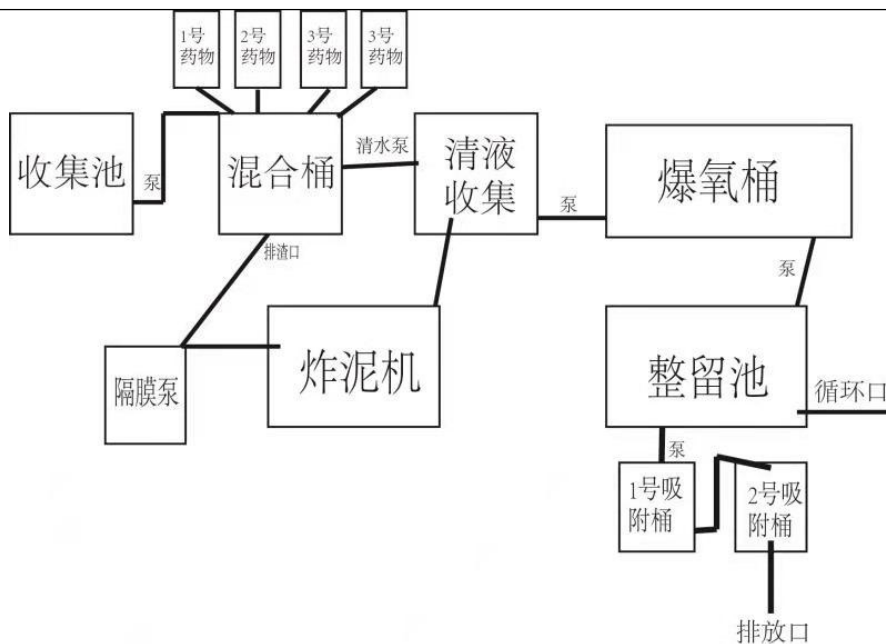 1号
药物
2号
药物
3号
药物
3号
药物
收集池
泵
混合桶
清水泵
清液
收集
泵
爆氧桶
排渣口
泵
隔膜泵
炸泥机
整留池
循环口
泵
1号吸
附桶
2号吸
附桶
排放口